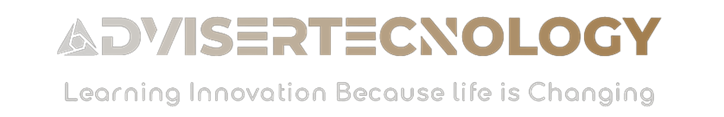 ADVISERTECNOLOGY
Learning Innovation Because life is Changing